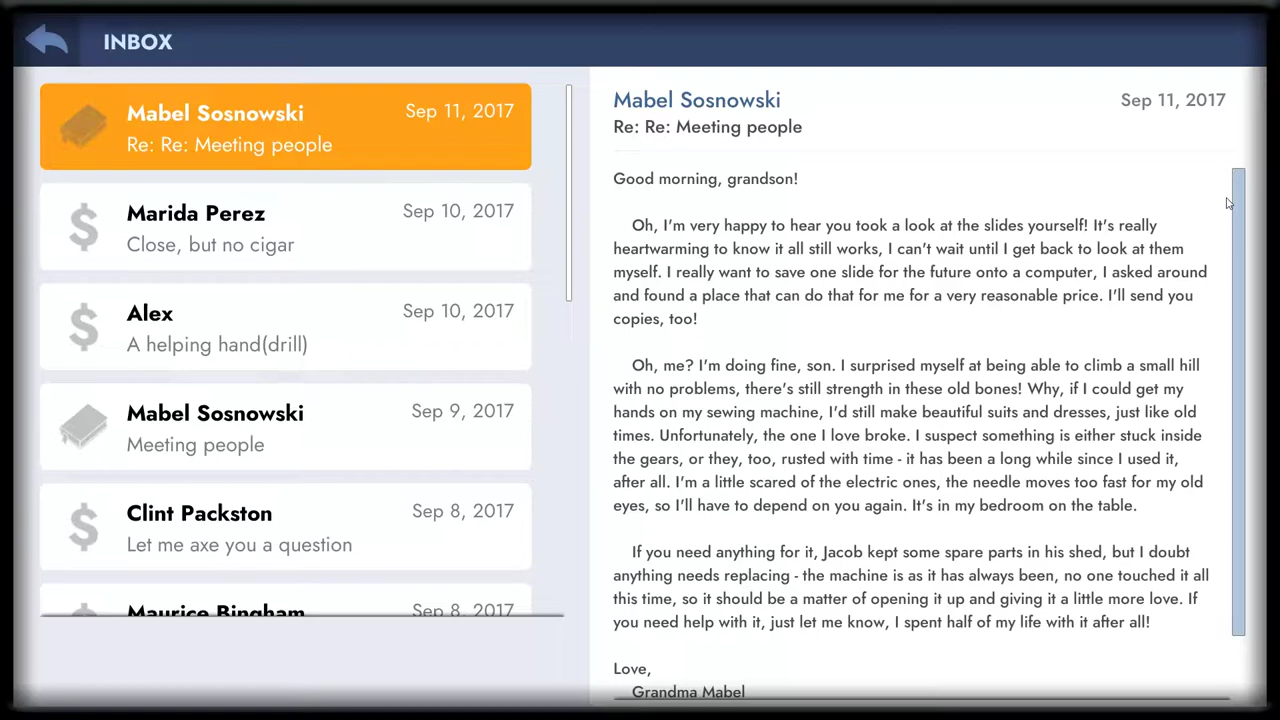 INBOX
Mabel Sosnowski
Sep 11, 2017
Re: Re: Meeting people
Marida Perez
Sep 10, 2017
Close, but no cigar
Alex
Sep 10, 2017
A helping hand(drill)
Mabel Sosnowski
Sep 9, 2017
Meeting people
Clint Packston
Sep 8, 2017
Let me axe you a question
Maurice Bingham
Sep 8, 2017
Mabel Sosnowski
Sep 11, 2017
Re: Re: Meeting people
Good morning, grandson!
Oh, I'm very happy to hear you took a look at the slides yourself! It's really
heartwarming to know it all still works, I can't wait until I get back to look at them
myself. I really want to save one slide for the future onto a computer, I asked around
and found a place that can do that for me for a very reasonable price. I'll send you
copies, too!
Oh, me? I'm doing fine, son. I surprised myself at being able to climb a small hill
with no problems, there's still strength in these old bones! Why, if I could get my
hands on my sewing machine, I'd still make beautiful suits and dresses, just like old
times. Unfortunately, the one I love broke. I suspect something is either stuck inside
the gears, or they, too, rusted with time - it has been a long while since I used it,
after all. I'm a little scared of the electric ones, the needle moves too fast for my old
eyes, so I'll have to depend on you again. It's in my bedroom on the table.
If you need anything for it, Jacob kept some spare parts in his shed, but I doubt
anything needs replacing - the machine is as it has always been, no one touched it all
this time, so it should be a matter of opening it up and giving it a little more love. If
you need help with it, just let me know, I spent half of my life with it after all!
Love,
Grandma Mabel